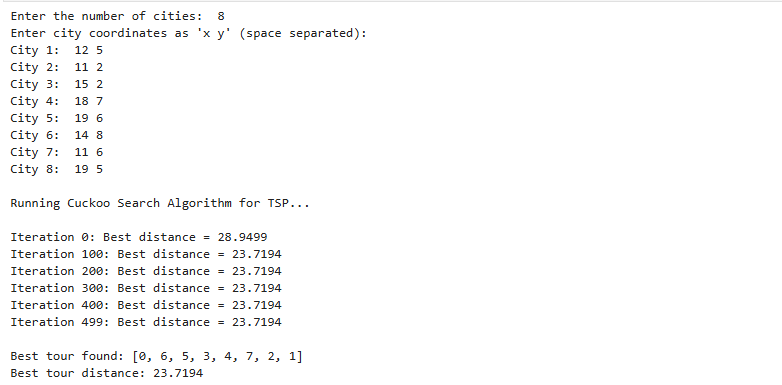 Enter the number of cities:  8
Enter city coordinates as 'x y' (space separated):
City 1:  12 5
City 2:  11 2
City 3:  15 2
City 4:  18 7
City 5:  19 6
City 6:  14 8
City 7:  11 6
City 8:  19 5
Running Cuckoo Search Algorithm for TSP...
Iteration 0: Best distance = 28.9499
Iteration 100: Best distance = 23.7194
Iteration 200: Best distance = 23.7194
Iteration 300: Best distance = 23.7194
Iteration 400: Best distance = 23.7194
Iteration 499: Best distance = 23.7194
Best tour found: [0, 6, 5, 3, 4, 7, 2, 1]
Best tour distance: 23.7194